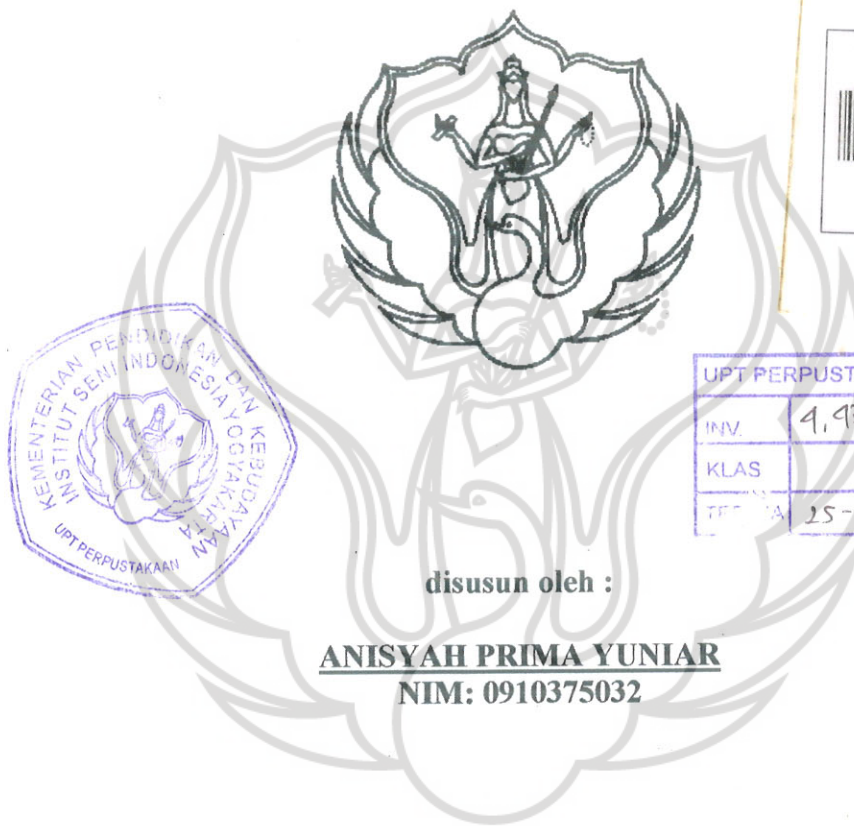 KEMENTERIAN PENDIDIKAN DAN KEBUDAYAAN
INSTITUT SENI INDONESIA YOGYAKARTA
UPT PERPUSTAKAAN
UPT PERPUST
INV.
KLAS
25-
disusun oleh :
ANISYAH PRIMA YUNIAR
NIM: 0910375032